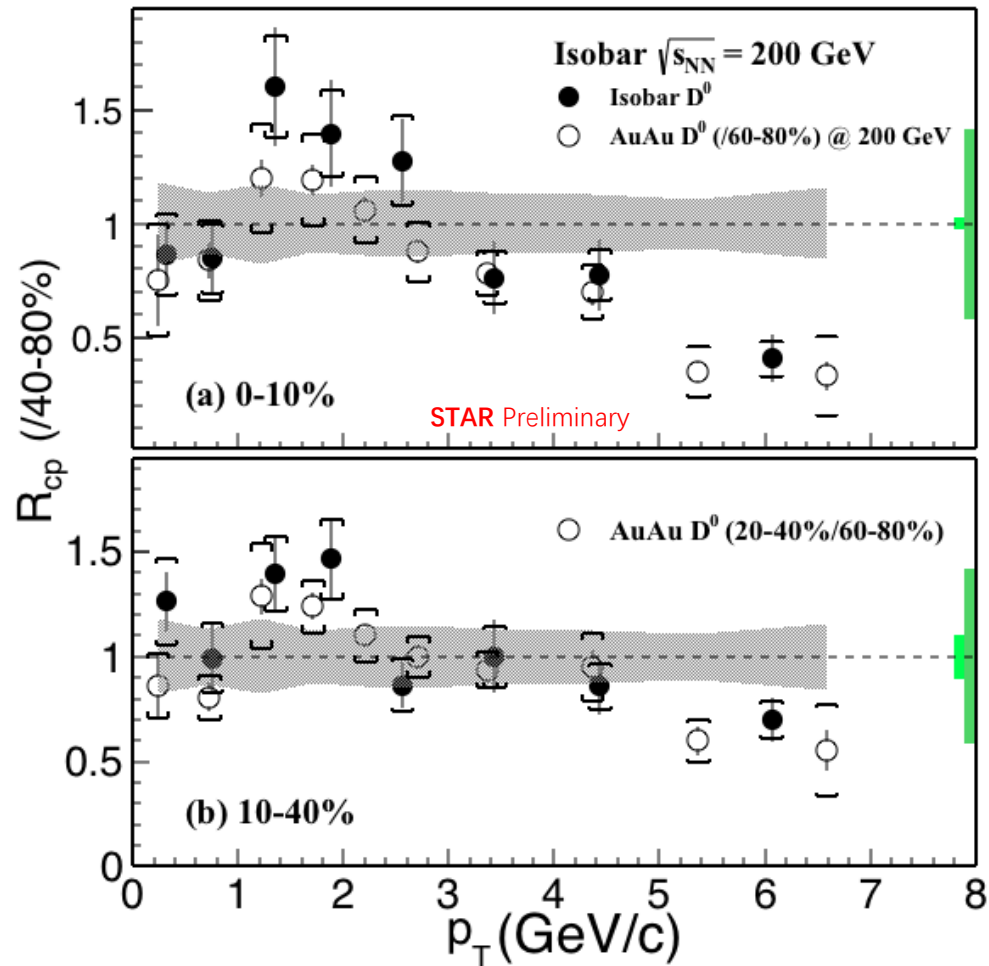 Isobar √sNN = 200 GeV
Isobar D⁰
AuAu D⁰ (/60-80%) @ 200 GeV
1.5
1
0.5
(a) 0-10%
STAR Preliminary
Rcp (/40-80%)
AuAu D⁰ (20-40%/60-80%)
1.5
1
0.5
(b) 10-40%
0
0 1 2 3 4 5 6 7 8
pT (GeV/c)